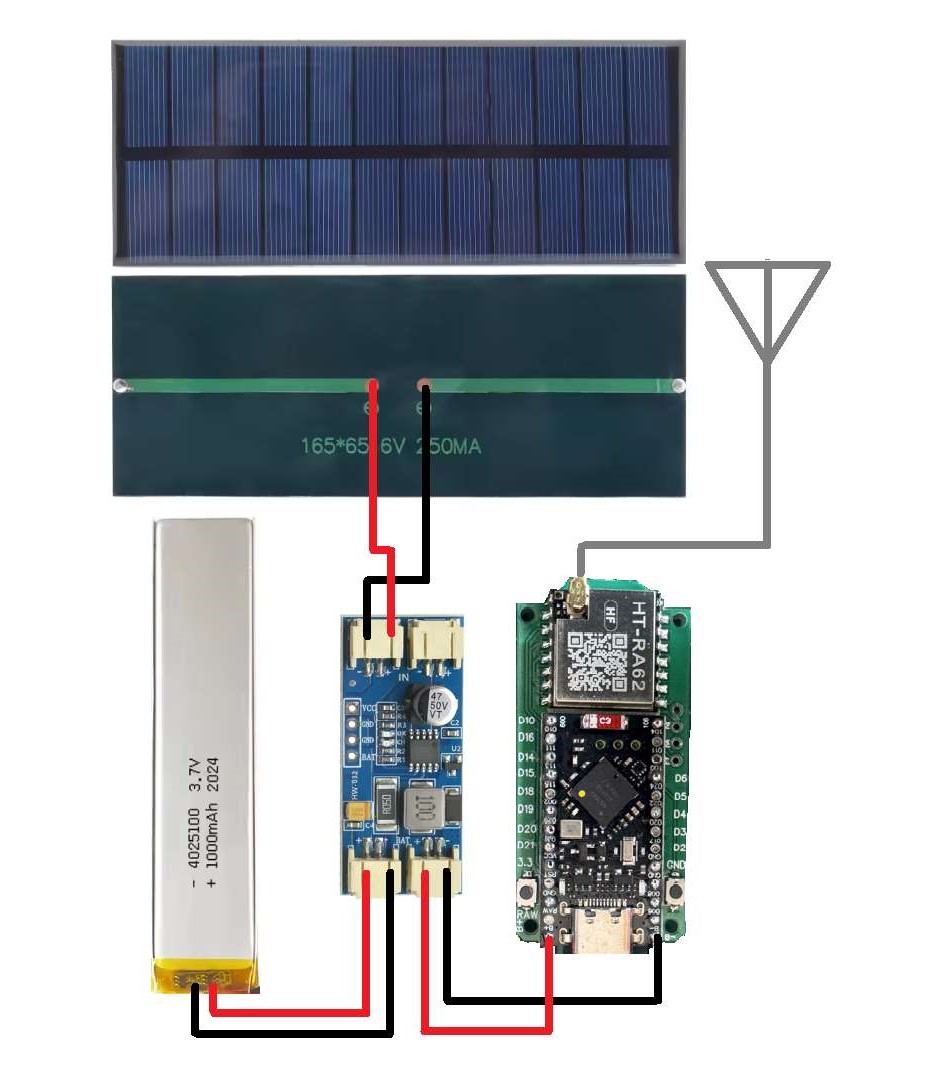 165*65 6V 250MA
- 4025100 3.7V
+ 1000mAh 2024
- +
- +
IN
47
50V
VT
VCC
GND
GND
BAT
C2
U2
HW-032
R050
100
C4
+ BAT +
HF
HT-RA62
C3
D10
D16
D14
D15
D18
D19
D20
D21
3.3
RAW
B+
D6
D5
D4
D3
D2
GND
B-